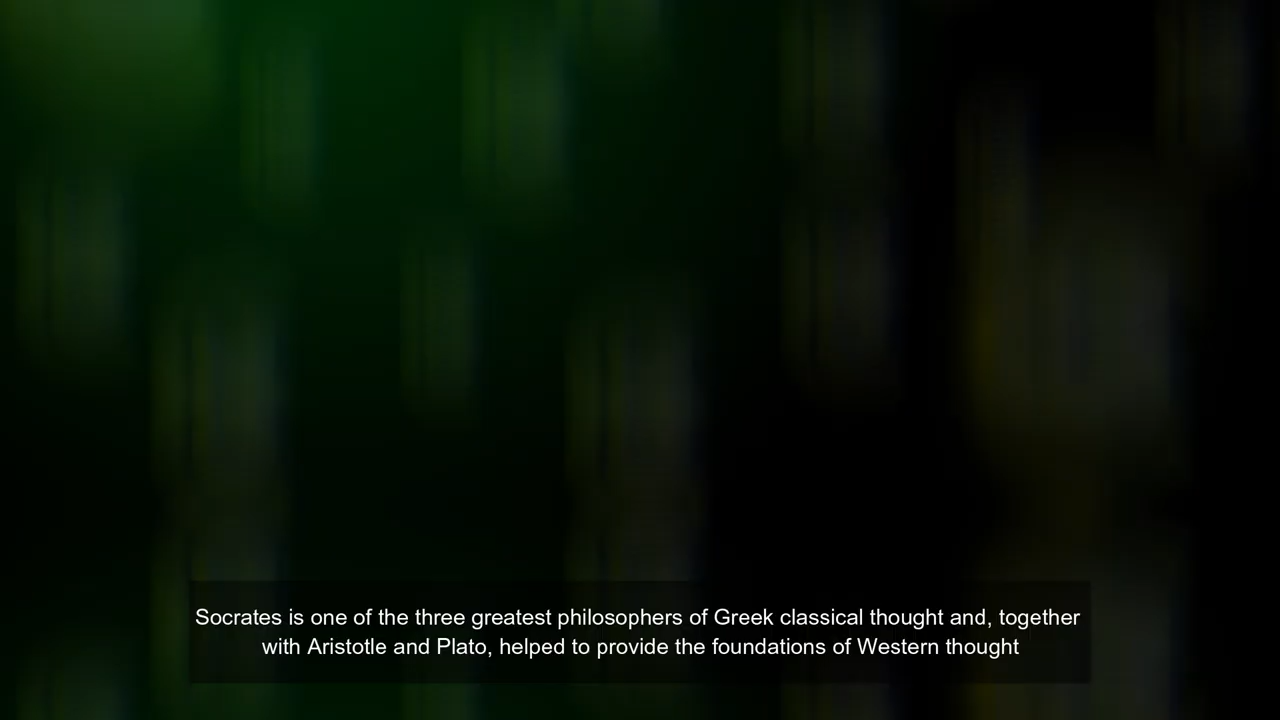 Socrates is one of the three greatest philosophers of Greek classical thought and, together
with Aristotle and Plato, helped to provide the foundations of Western thought